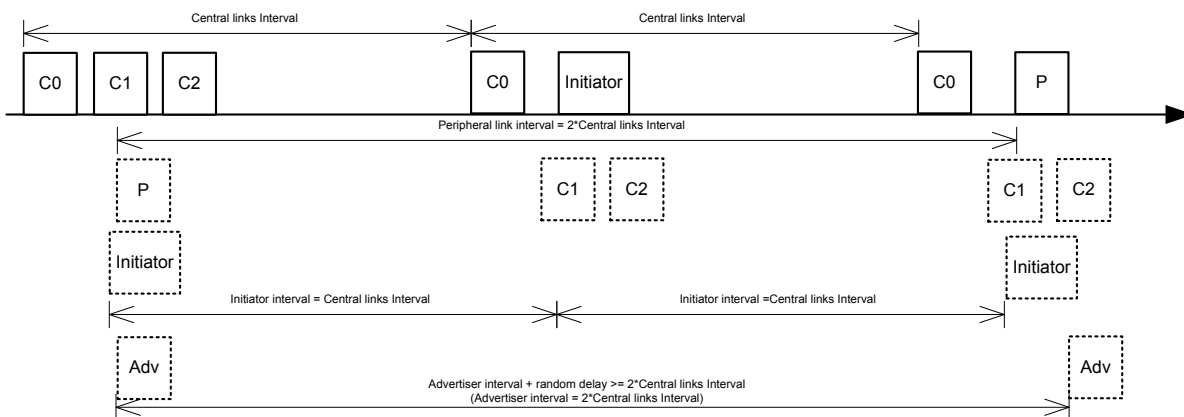 Central links Interval
Central links Interval
C0
C1
C2
C0
Initiator
C0
P
Peripheral link interval = 2*Central links Interval
P
C1
C2
C1
C2
Initiator
Initiator
Initiator interval = Central links Interval
Initiator interval =Central links Interval
Adv
Adv
Advertiser interval + random delay >= 2*Central links Interval
(Advertiser interval = 2*Central links Interval)